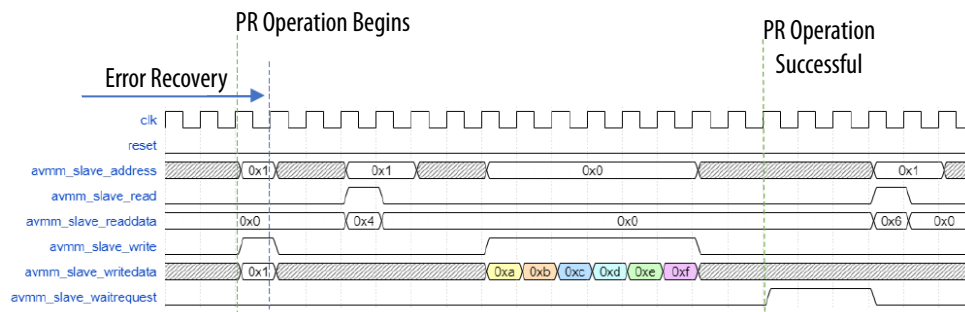 PR Operation Begins
PR Operation
Successful
Error Recovery
clk
reset
avmm_slave_address 0x1 0x1 0x0 0x1
avmm_slave_read
avmm_slave_readdata 0x0 0x4 0x0 0x6 0x0
avmm_slave_write
avmm_slave_writedata 0x1 0xa 0xb 0xc 0xd 0xe 0xf
avmm_slave_waitrequest